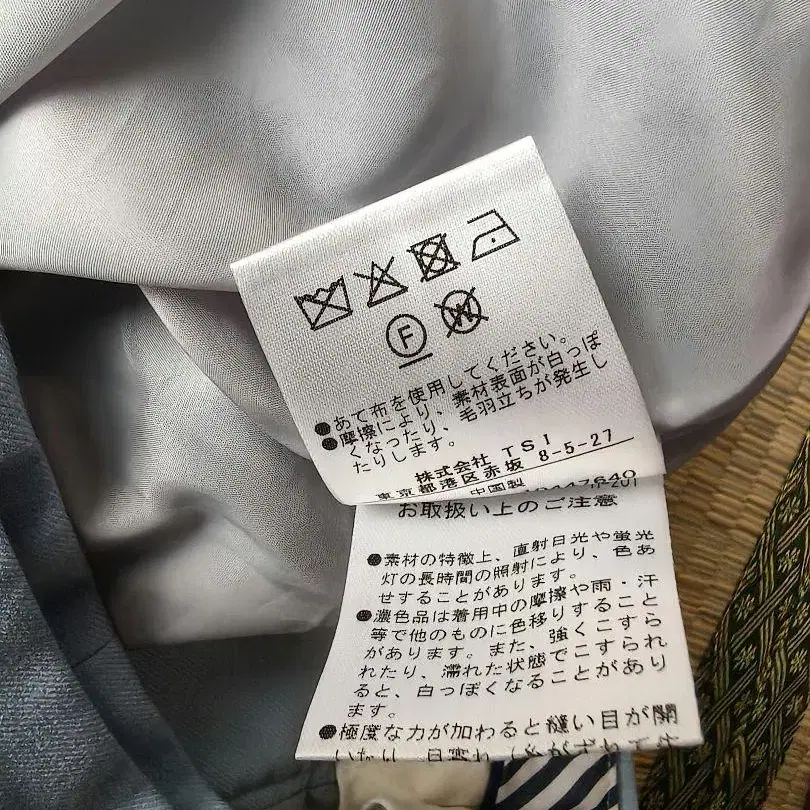 F
W
●あて布を使用してください。
●摩擦により、素材表面が白っぽ
くなったり、毛羽立ちが発生し
たりします。
株式会社 TSI
東京都港区赤坂 8-5-27
中国製
お取扱い上のご注意
●素材の特徴上、直射日光や蛍光
灯の長時間の照射により、色あ
せすることがあります。
●濃色品は着用中の摩擦や雨・汗
等で他のものに色移りすること
があります。また、強くこすら
れたり、濡れた状態でこすられ
ると、白っぽくなることがあり
ます。
●極度な力が加わると縫い目が開
いたり、目寄れ